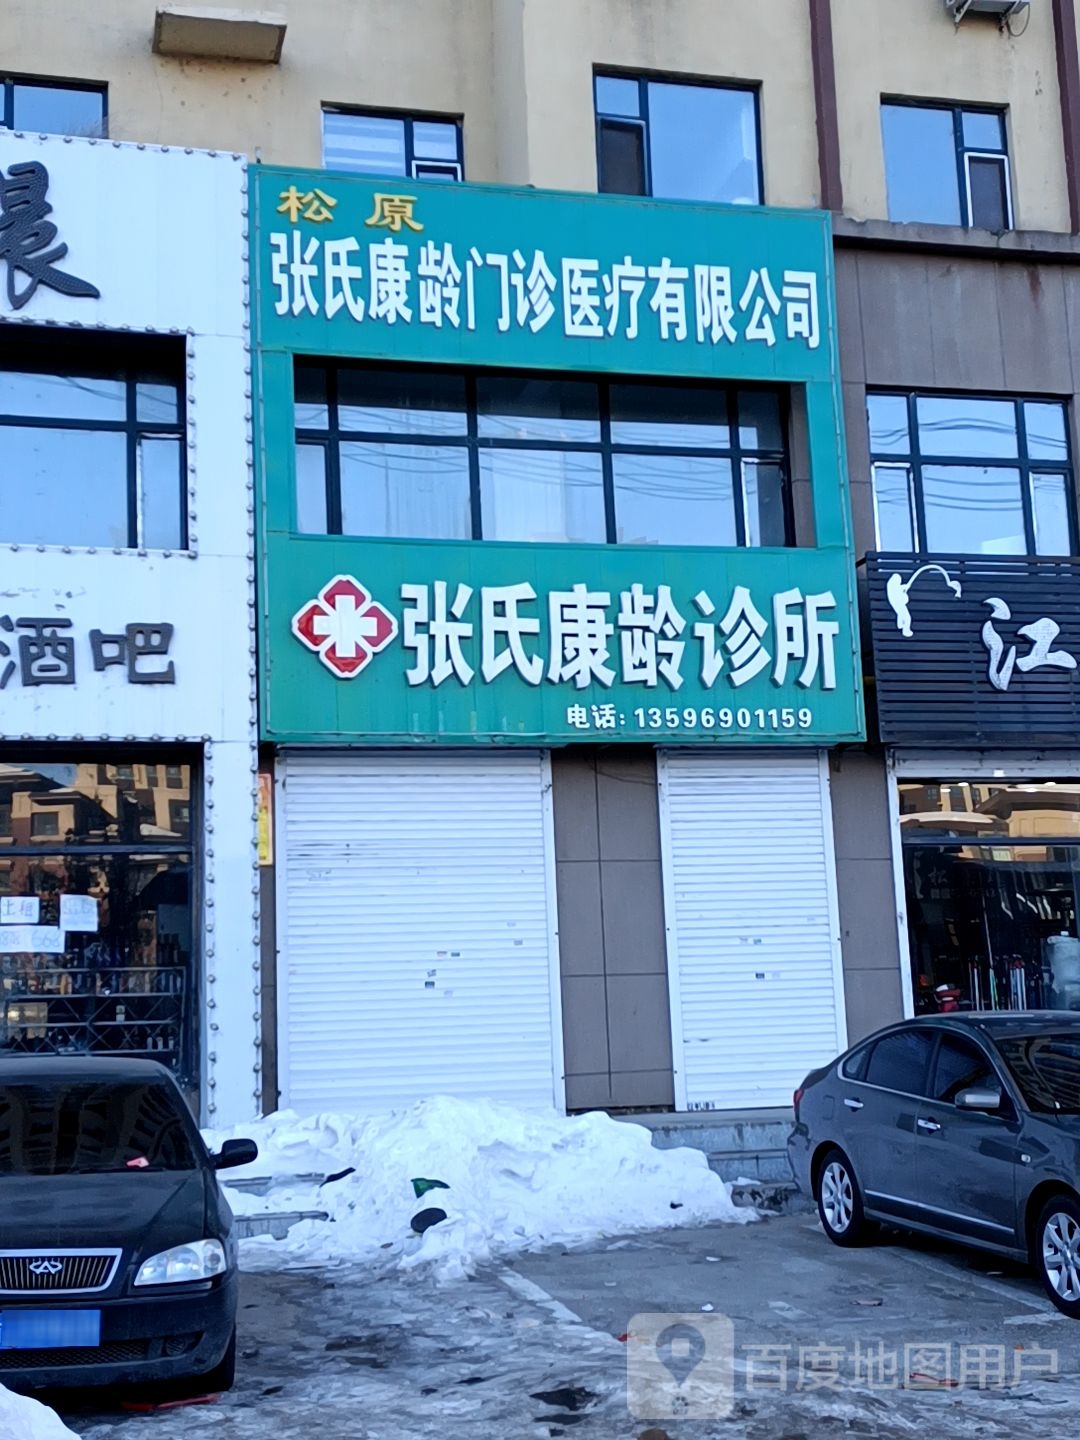 松原
张氏康龄门诊医疗有限公司
晨
酒吧
张氏康龄诊所
电话：13596901159
江
百度地图用户